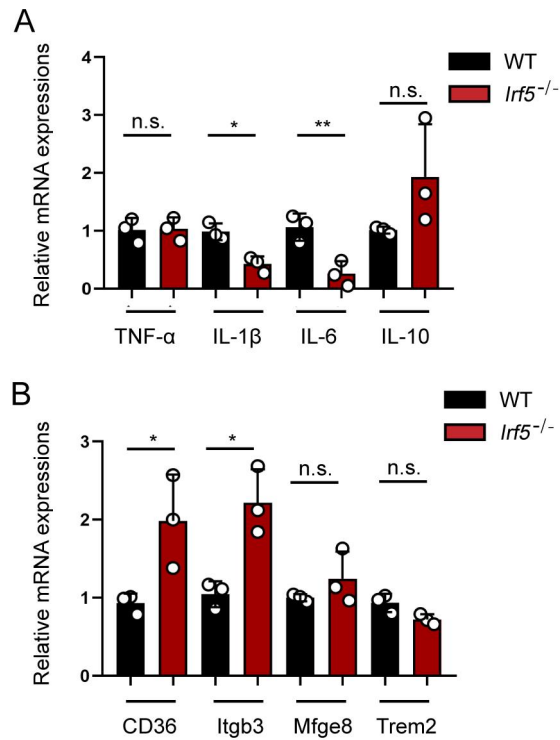 A
Relative mRNA expressions
4
3
2
1
0
n.s.
*
**
n.s.
WT
Irf5-/-
TNF-α IL-1β IL-6 IL-10
B
Relative mRNA expressions
3
2
1
0
*
*
n.s.
n.s.
WT
Irf5-/-
CD36 Itgb3 Mfge8 Trem2